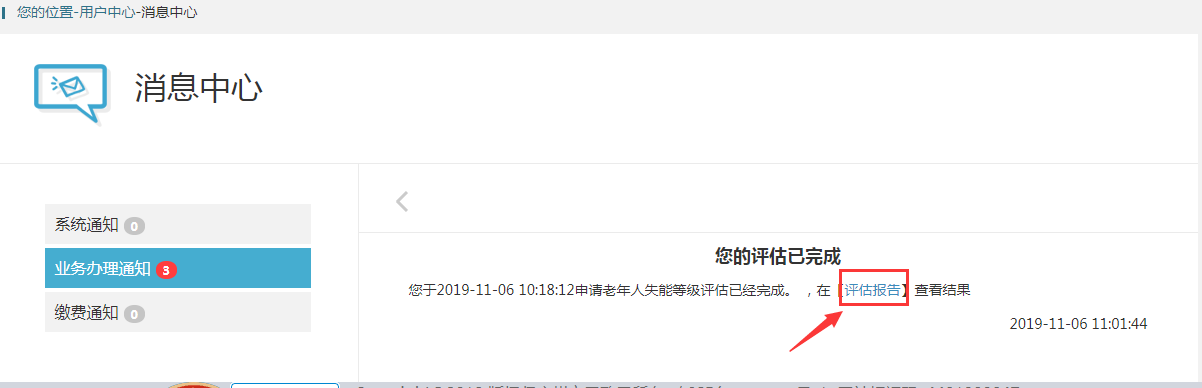 您的位置-用户中心-消息中心
消息中心
系统通知 0
业务办理通知 3
缴费通知 0
您的评估已完成
您于2019-11-06 10:18:12申请老年人失能等级评估已经完成。 ，在【评估报告】查看结果
2019-11-06 11:01:44